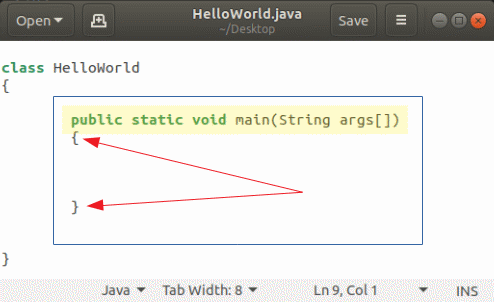 Open HelloWorld.java Save
~/Desktop
class HelloWorld
{
public static void main(String args[])
{
}
}
Java Tab Width: 8 Ln 9, Col 1 INS